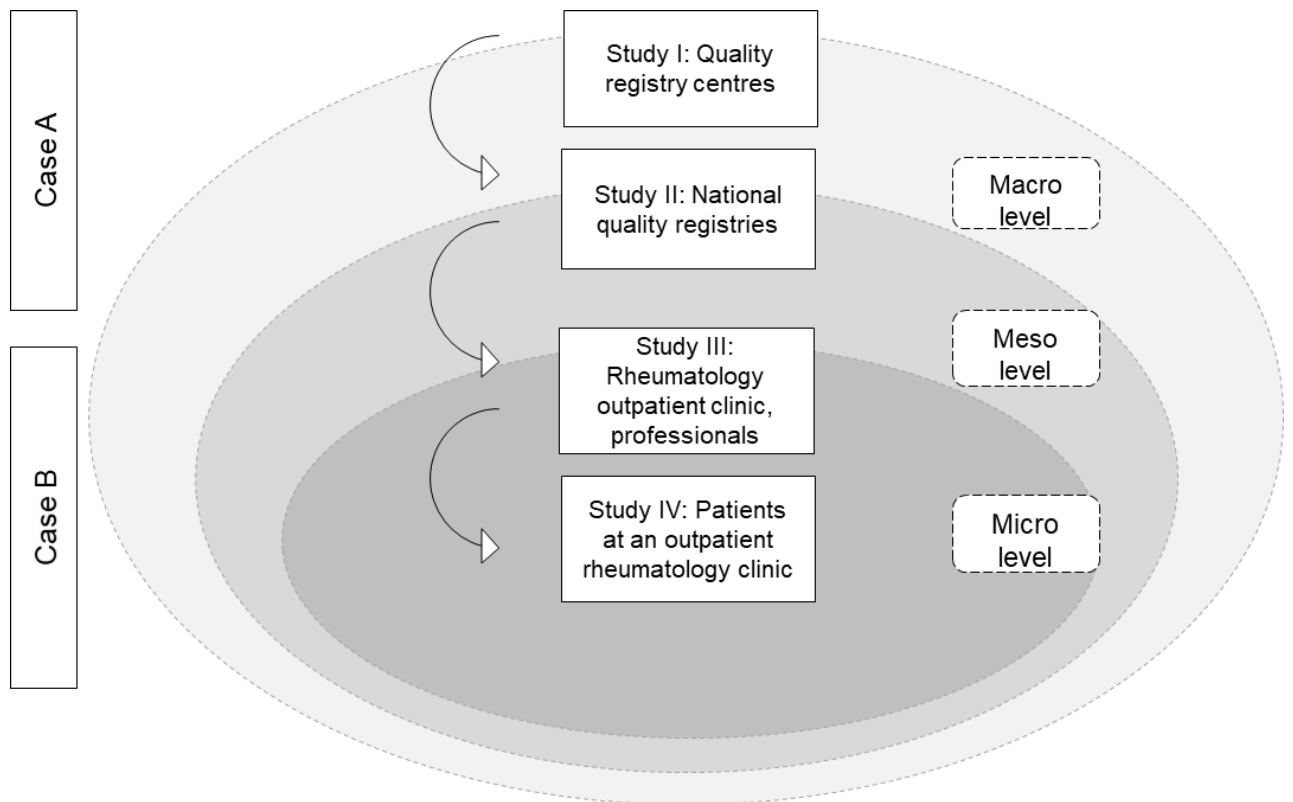 Case A
Study I: Quality
registry centres
Study II: National
quality registries
Macro
level
Meso
level
Case B
Study III:
Rheumatology
outpatient clinic,
professionals
Study IV: Patients
at an outpatient
rheumatology clinic
Micro
level